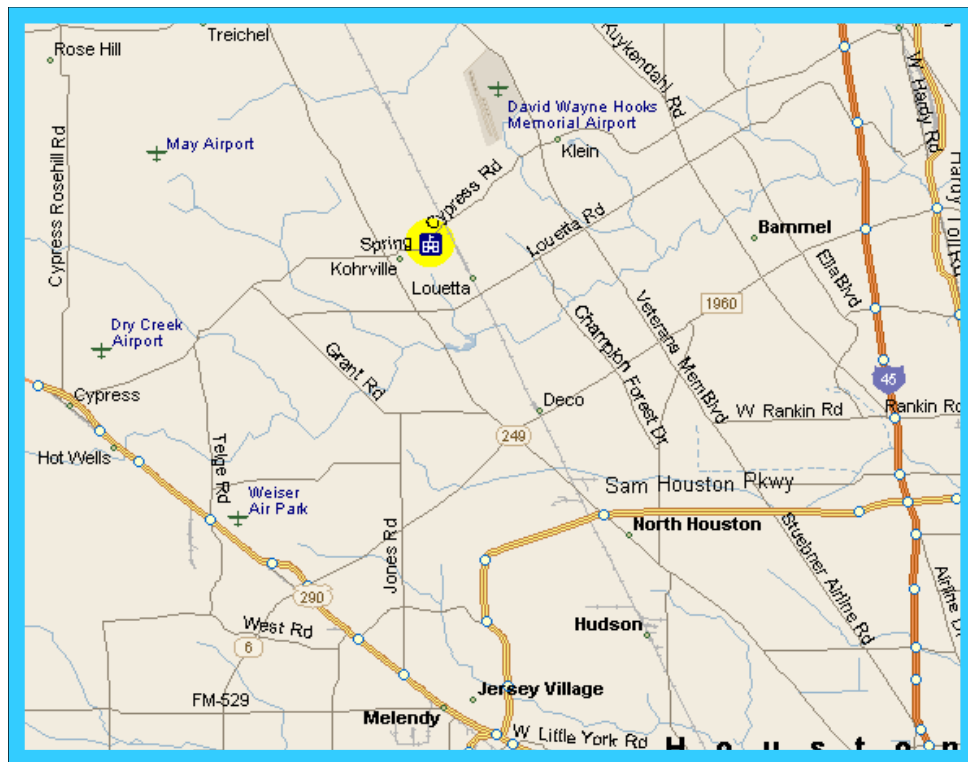 Treichel
Rose Hill
Kuykendahl Rd
W Hardy Rd
Hardy Toll Rd
David Wayne Hooks
Memorial Airport
May Airport
Klein
Cypress Rosehill Rd
Spring Cypress Rd
Louetta Rd
Bammel
Kohrville
Louetta
Ella Blvd
1960
Dry Creek
Airport
Grant Rd
Champion Forest Dr
Veterans Mem Blvd
45
Cypress
Deco
W Rankin Rd
Rankin Rd
249
Hot Wells
Telge Rd
Sam Houston Pkwy
Weiser
Air Park
North Houston
Jones Rd
Stuebner Airline Rd
Airline Dr
290
West Rd
Hudson
6
Jersey Village
FM-529
Melendy
W Little York Rd
Houston